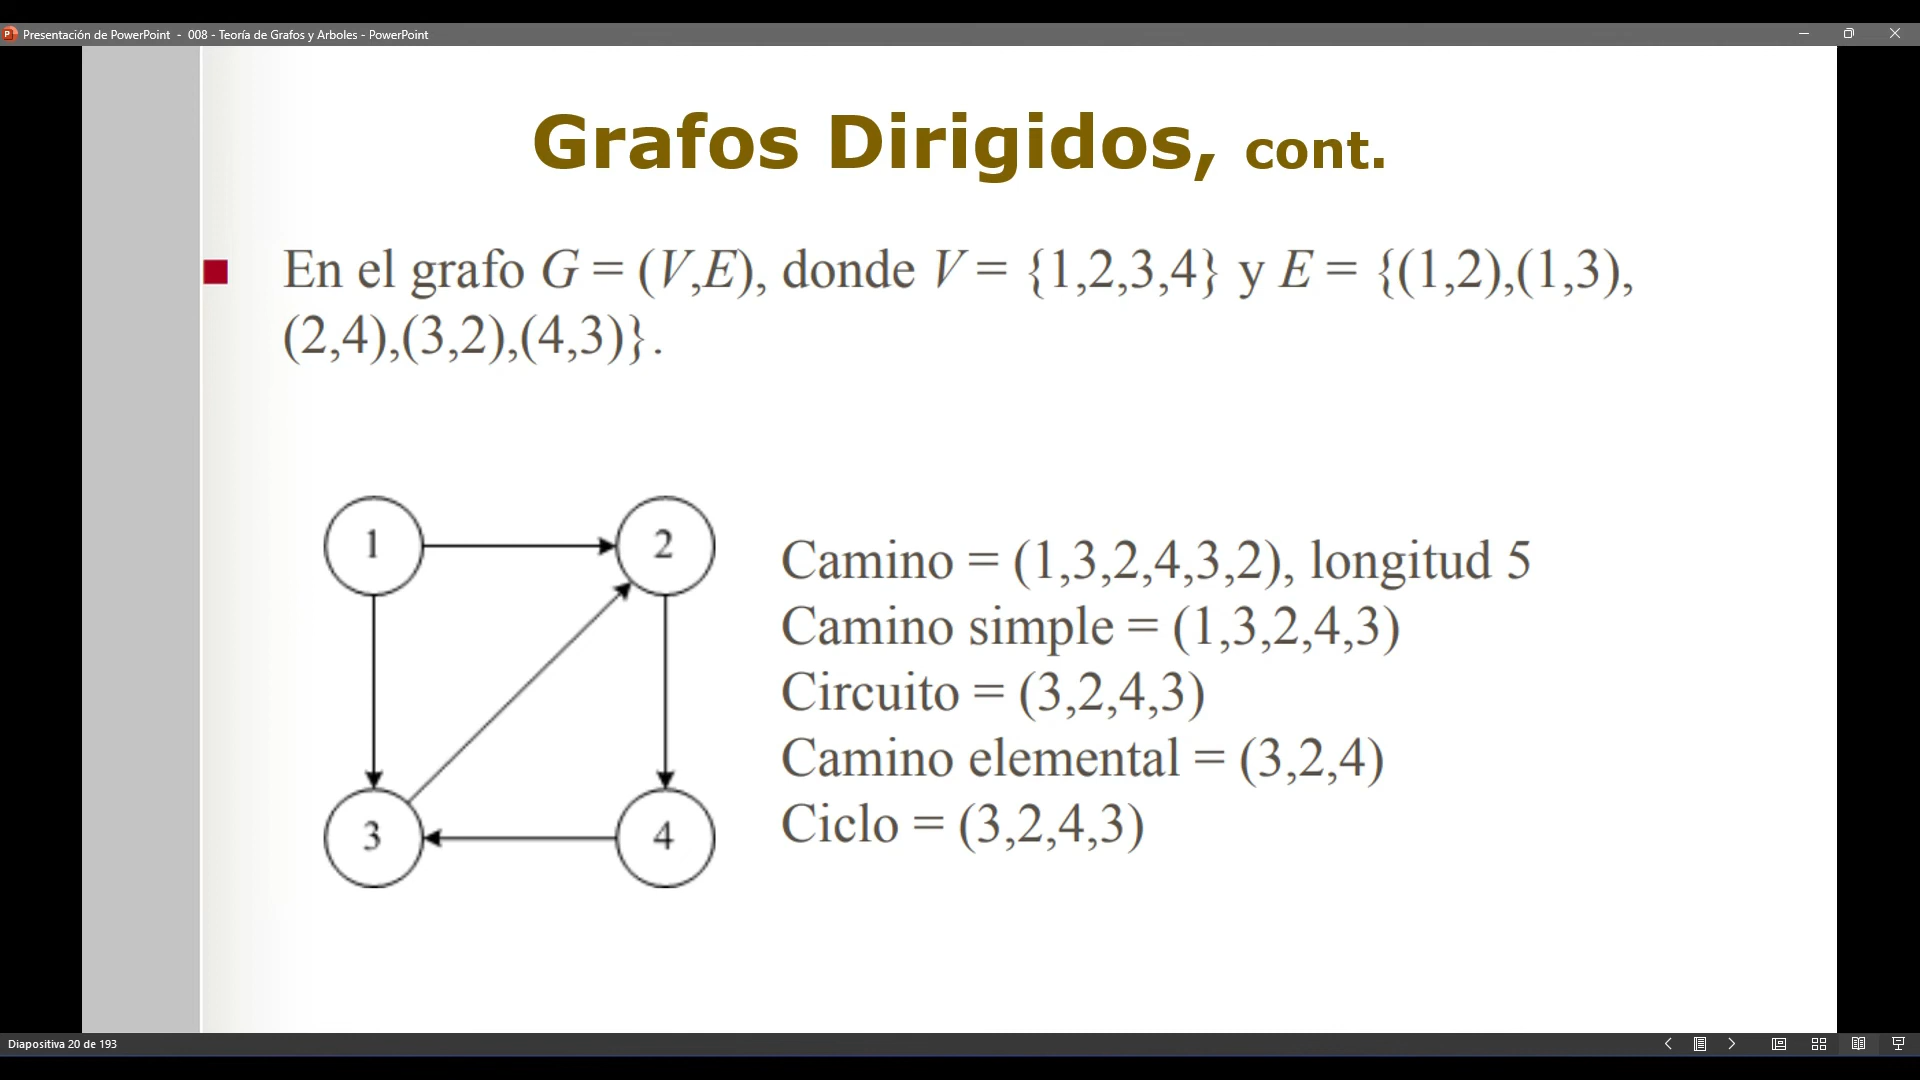 Presentación de PowerPoint - 008 - Teoría de Grafos y Arboles - PowerPoint
Grafos Dirigidos, cont.
En el grafo G = (V,E), donde V = {1,2,3,4} y E = {(1,2),(1,3),
(2,4),(3,2),(4,3)}.
1
2
3
4
Camino = (1,3,2,4,3,2), longitud 5
Camino simple = (1,3,2,4,3)
Circuito = (3,2,4,3)
Camino elemental = (3,2,4)
Ciclo = (3,2,4,3)
Diapositiva 20 de 193